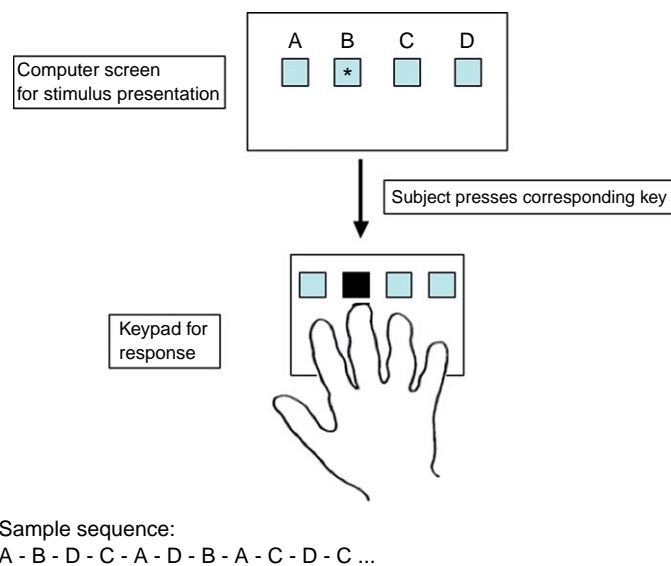 A B C D
*
Computer screen
for stimulus presentation
Subject presses corresponding key
Keypad for
response
Sample sequence:
A - B - D - C - A - D - B - A - C - D - C ...